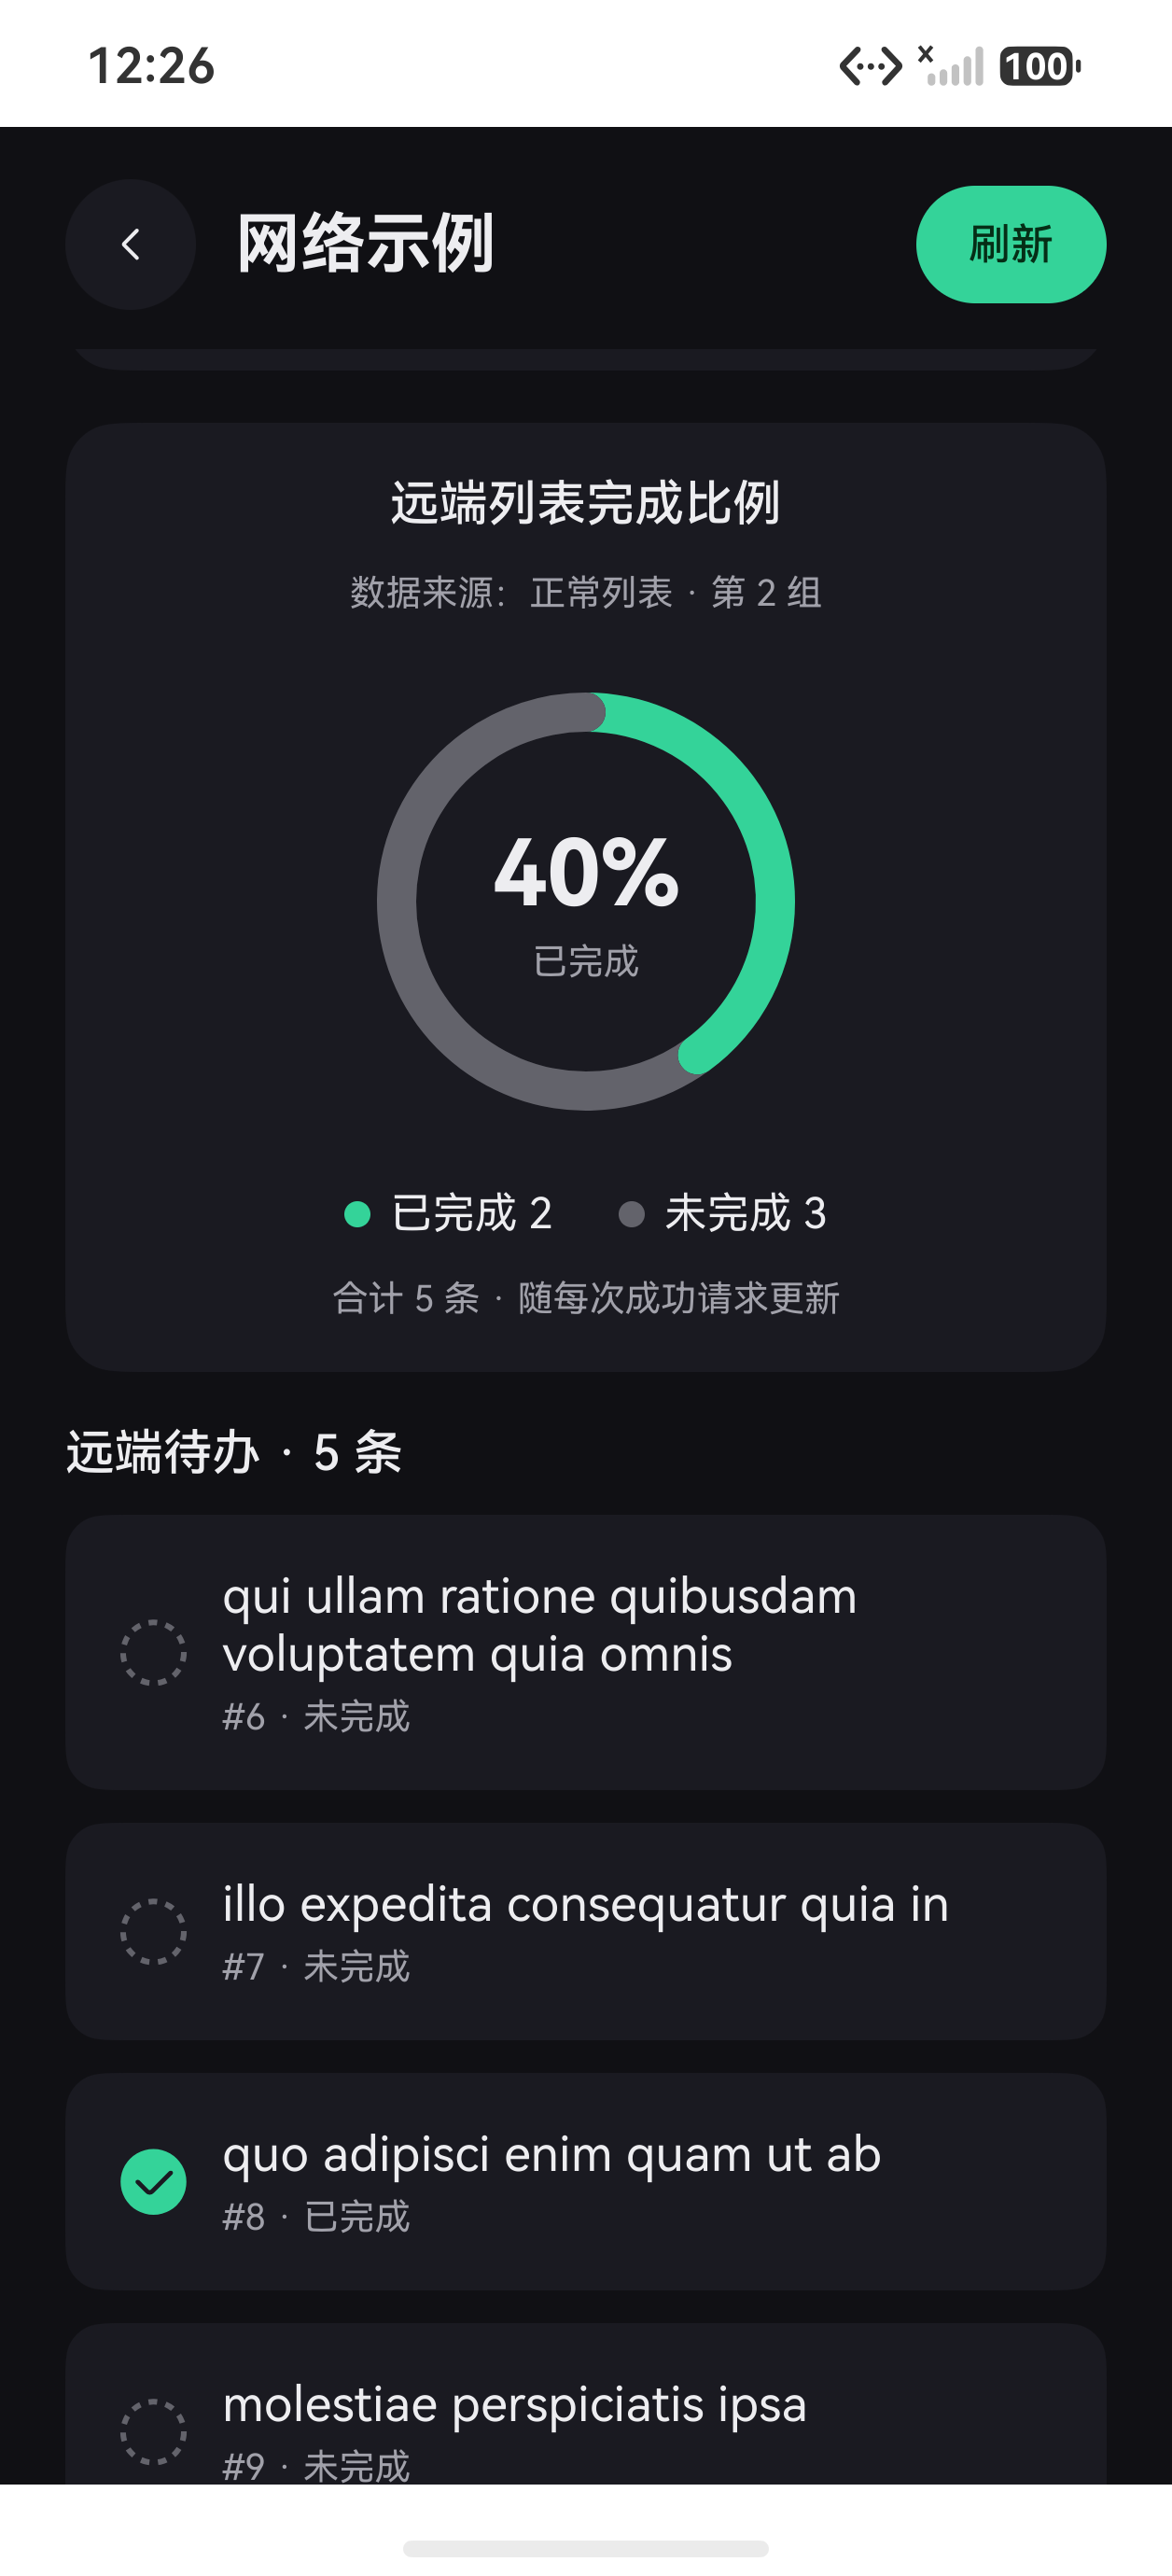 12:26
100
网络示例
刷新
远端列表完成比例
数据来源：正常列表 · 第 2 组
40%
已完成
已完成 2
未完成 3
合计 5 条 · 随每次成功请求更新
远端待办 · 5 条
qui ullam ratione quibusdam
voluptatem quia omnis
#6 · 未完成
illo expedita consequatur quia in
#7 · 未完成
quo adipisci enim quam ut ab
#8 · 已完成
molestiae perspiciatis ipsa
#9 · 未完成